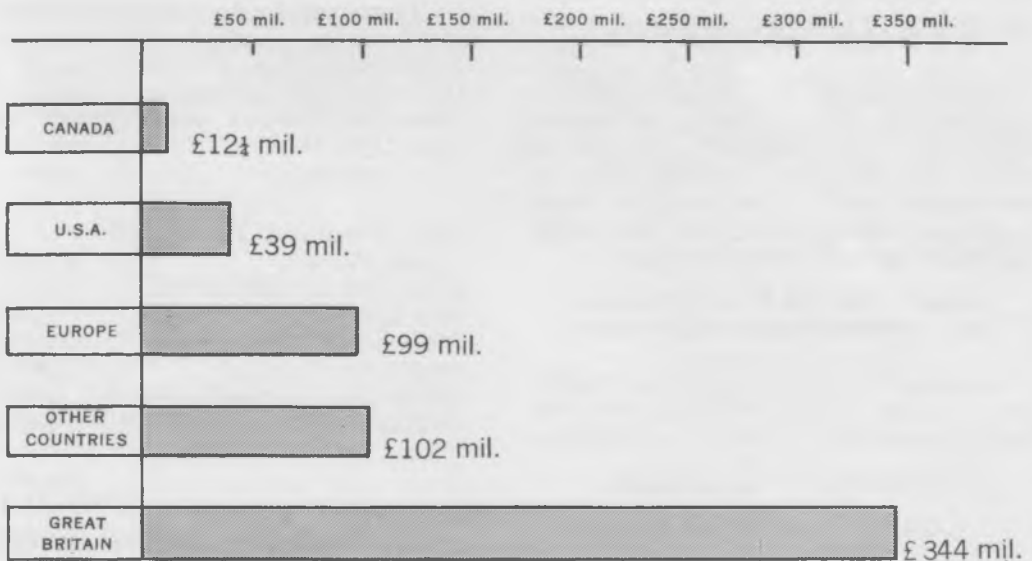 £50 mil. £100 mil. £150 mil. £200 mil. £250 mil. £300 mil. £350 mil.
CANADA
£12½ mil.
U.S.A.
£39 mil.
EUROPE
£99 mil.
OTHER
COUNTRIES
£102 mil.
GREAT
BRITAIN
£344 mil.